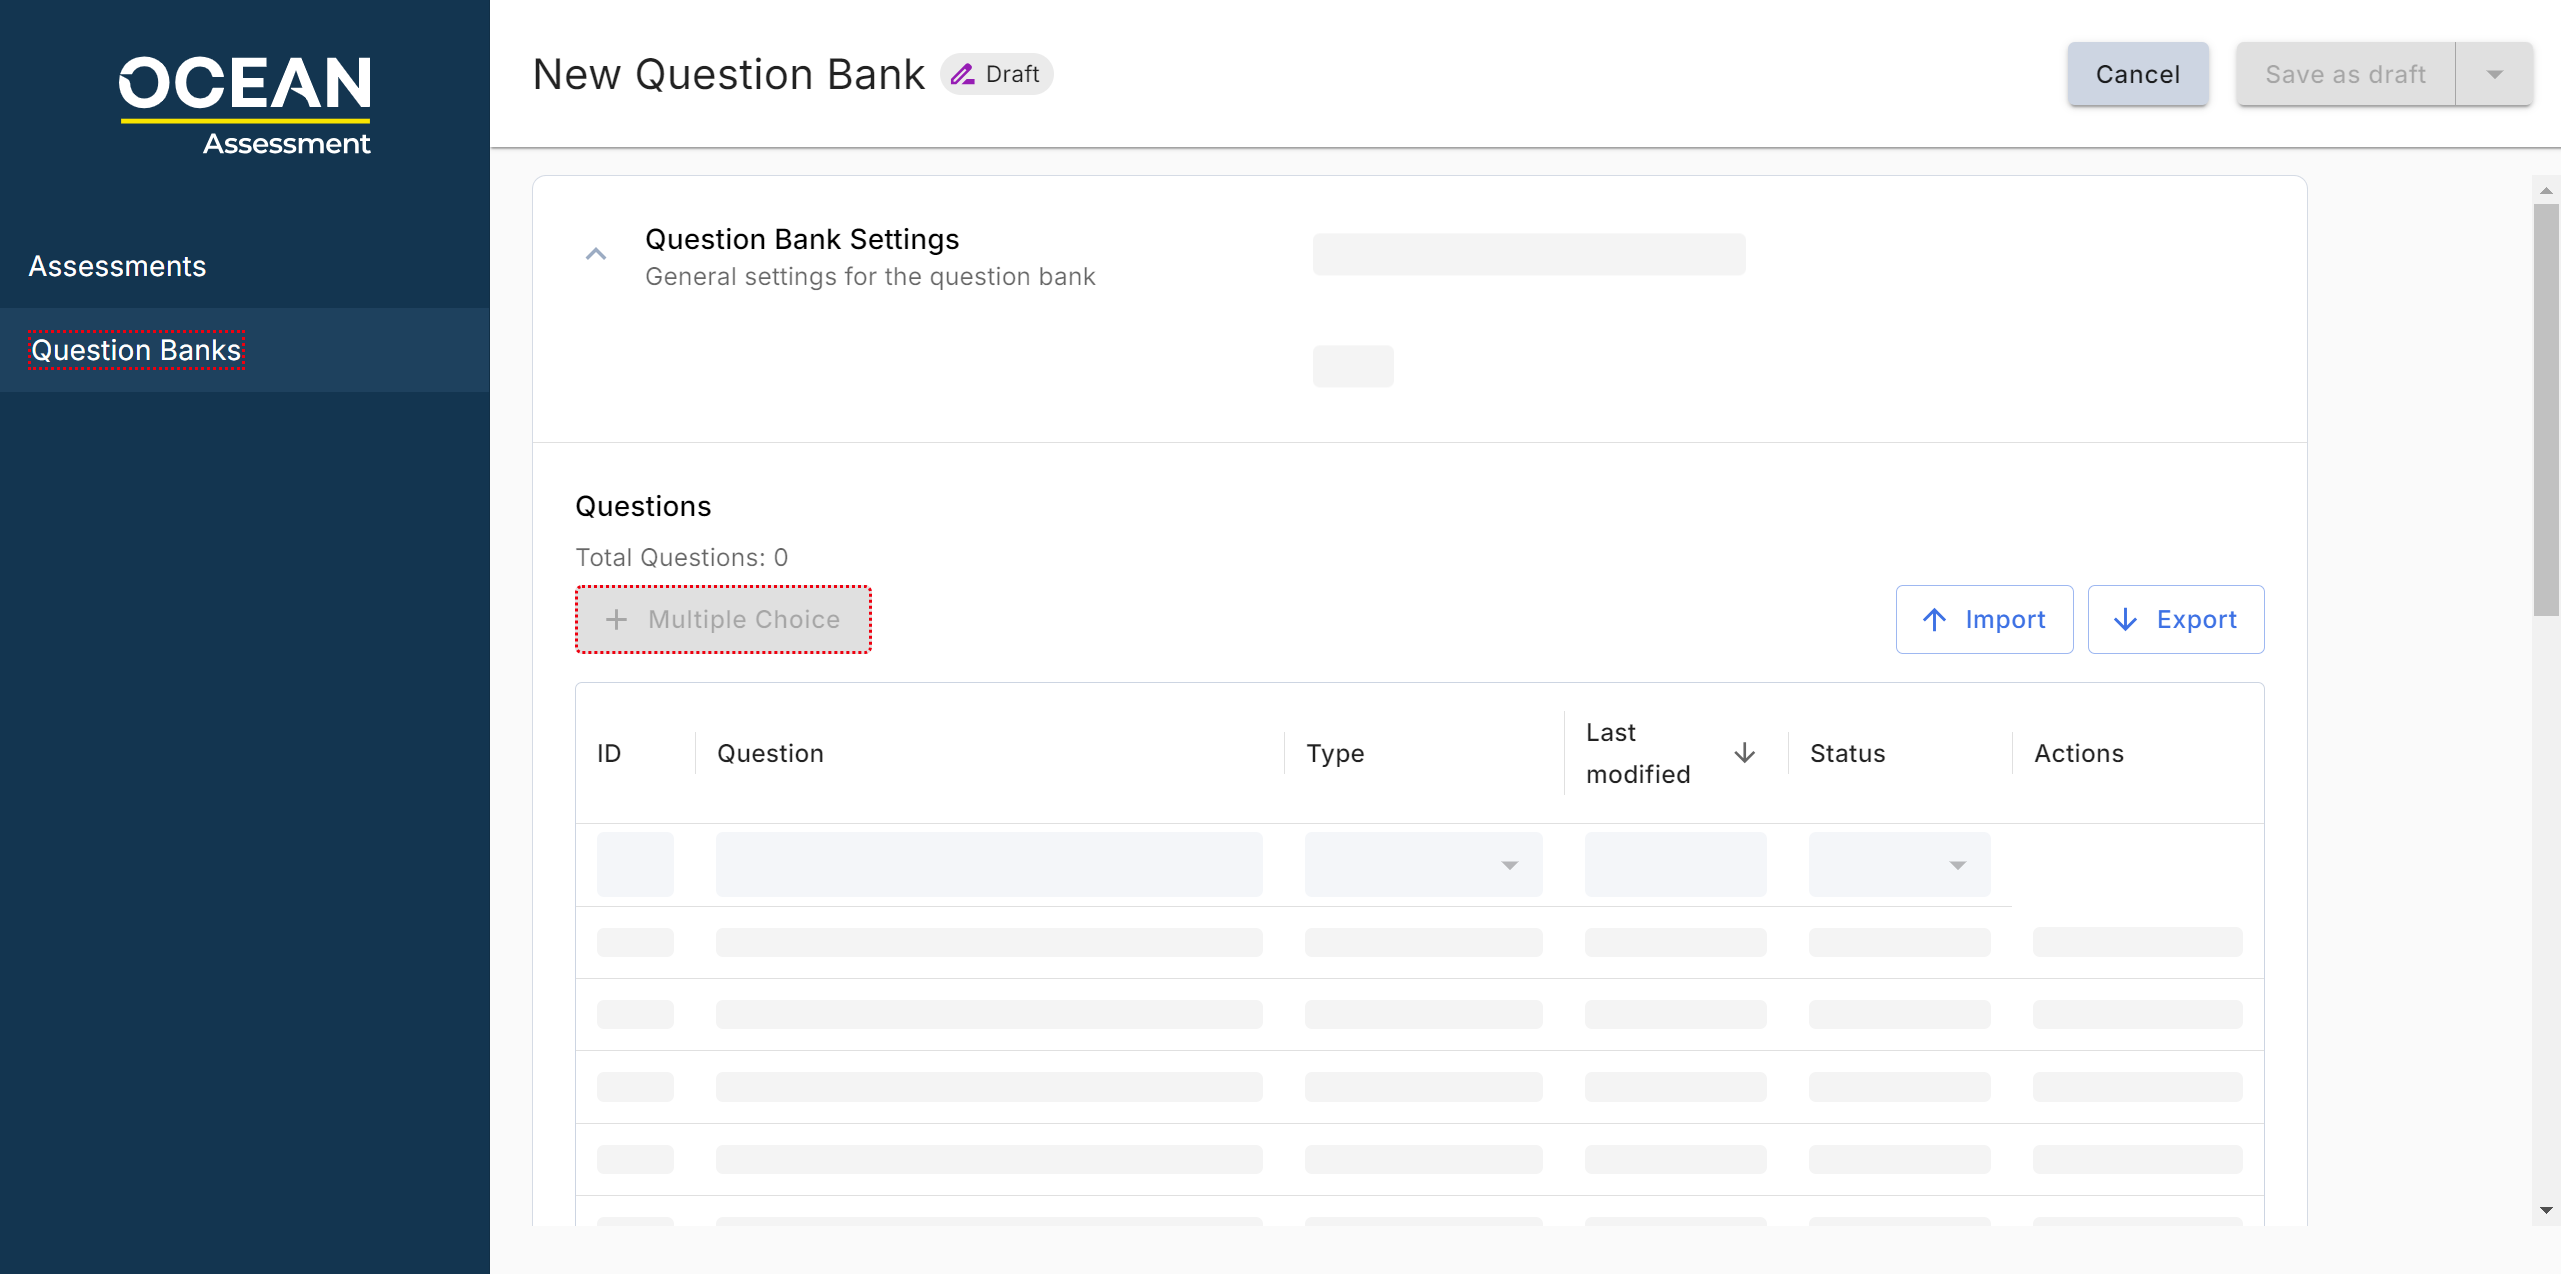 OCEAN
Assessment
Assessments
Question Banks
New Question Bank
Draft
Cancel
Save as draft
Question Bank Settings
General settings for the question bank
Questions
Total Questions: 0
Multiple Choice
Import
Export
ID
Question
Type
Last
modified
Status
Actions